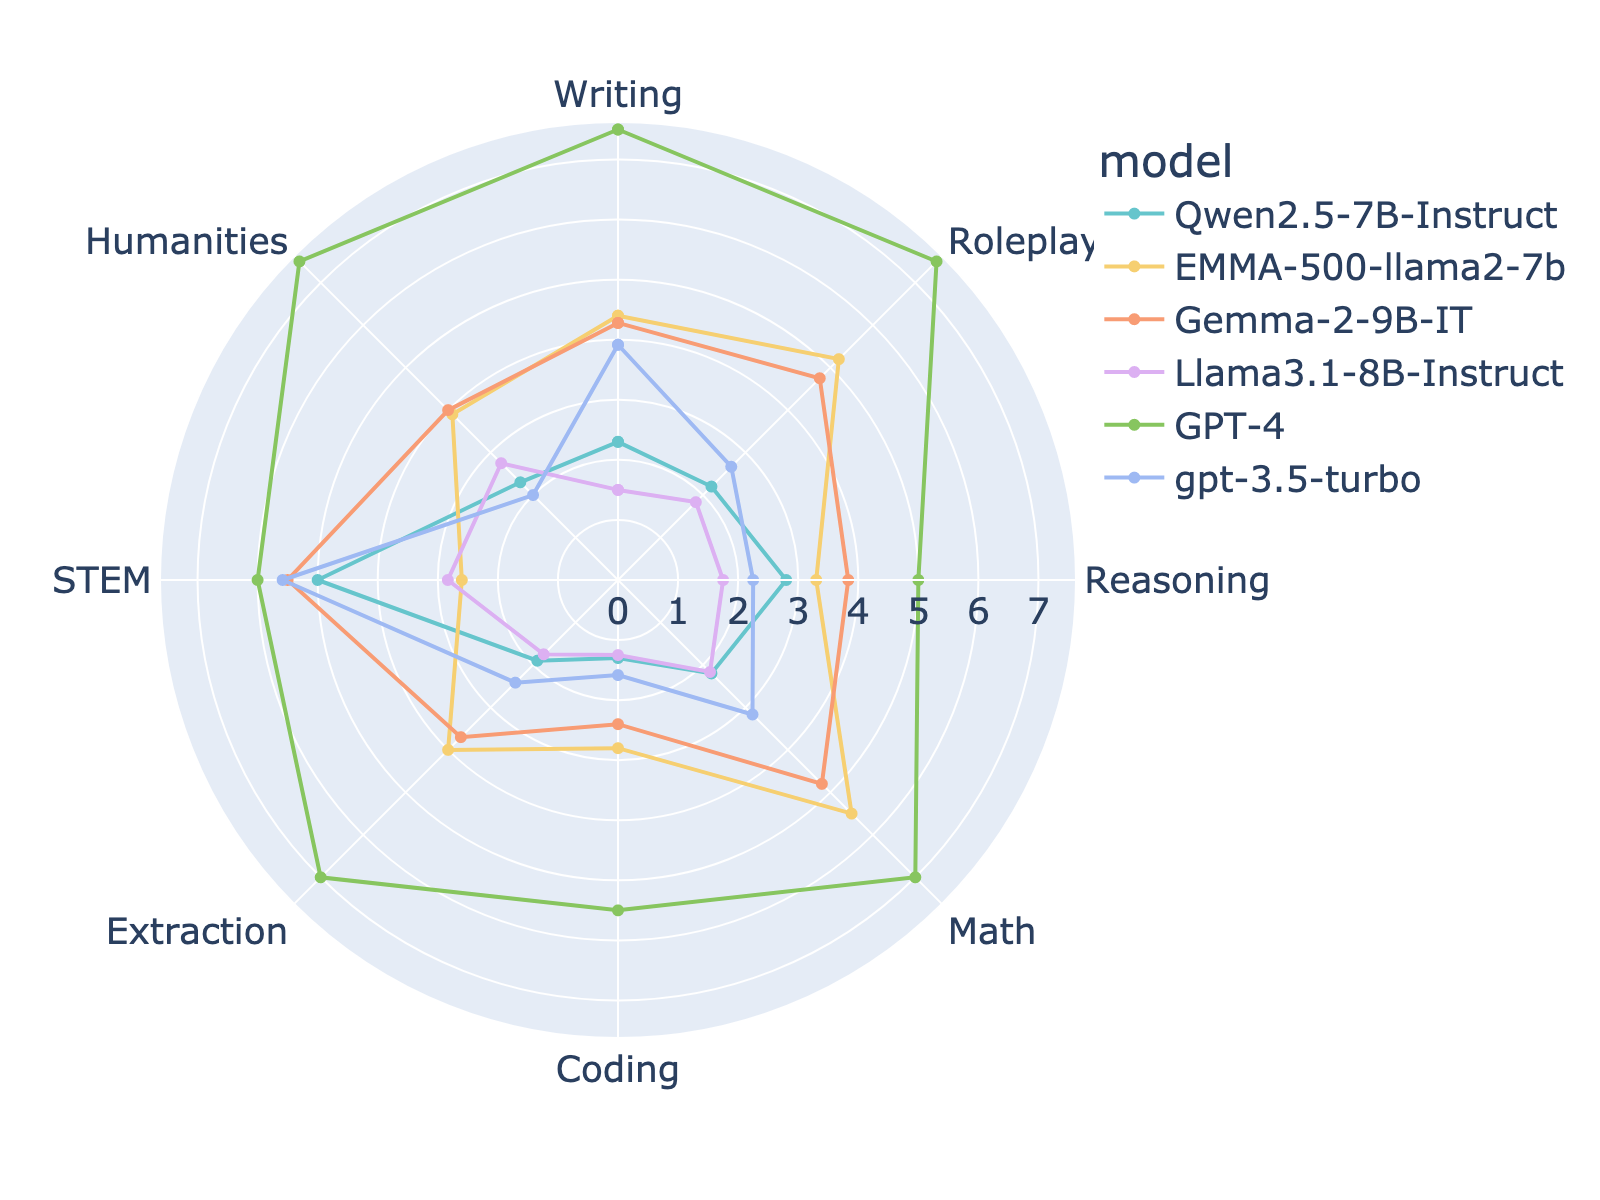 Writing
model
Qwen2.5-7B-Instruct
EMMA-500-llama2-7b
Gemma-2-9B-IT
Llama3.1-8B-Instruct
GPT-4
gpt-3.5-turbo
Humanities
Roleplay
STEM
Reasoning
0 1 2 3 4 5 6 7
Extraction
Math
Coding